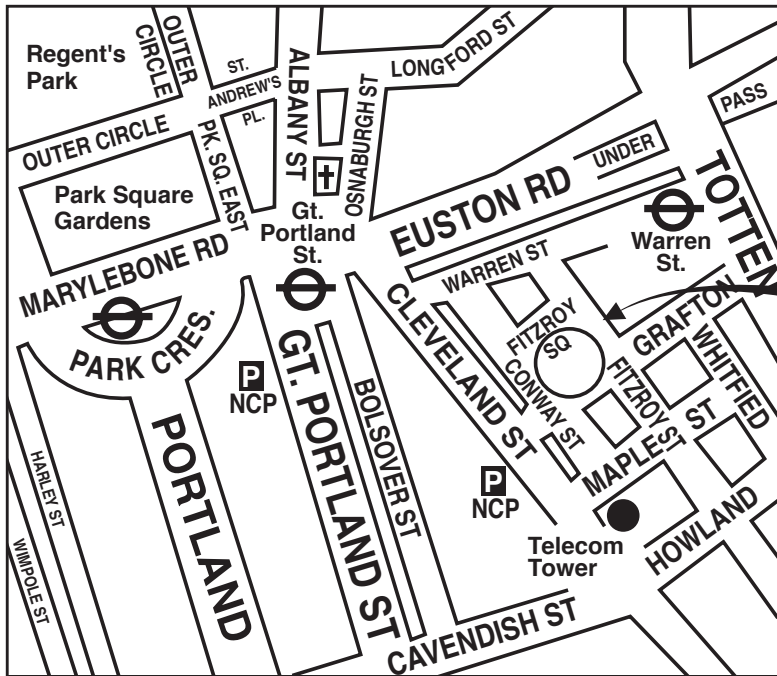 Regent's
Park
OUTER
CIRCLE
ST.
ANDREW'S
PL.
ALBANY ST
LONGFORD ST
OSNABURGH ST
PASS
OUTER CIRCLE
PK. SQ. EAST
UNDER
Park Square
Gardens
EUSTON RD
TOTTEN
Gt.
Portland
St.
Warren
St.
MARYLEBONE RD
WARREN ST
PARK CRES.
CLEVELAND ST
FITZROY
SQ
GRAFTON
WHITFIED
P
NCP
GT. PORTLAND ST
BOLSOVER ST
CONWAY ST
FITZROY ST
MAPLE ST
PORTLAND
HARLEY ST
WIMPOLE ST
P
NCP
Telecom
Tower
HOWLAND
CAVENDISH ST